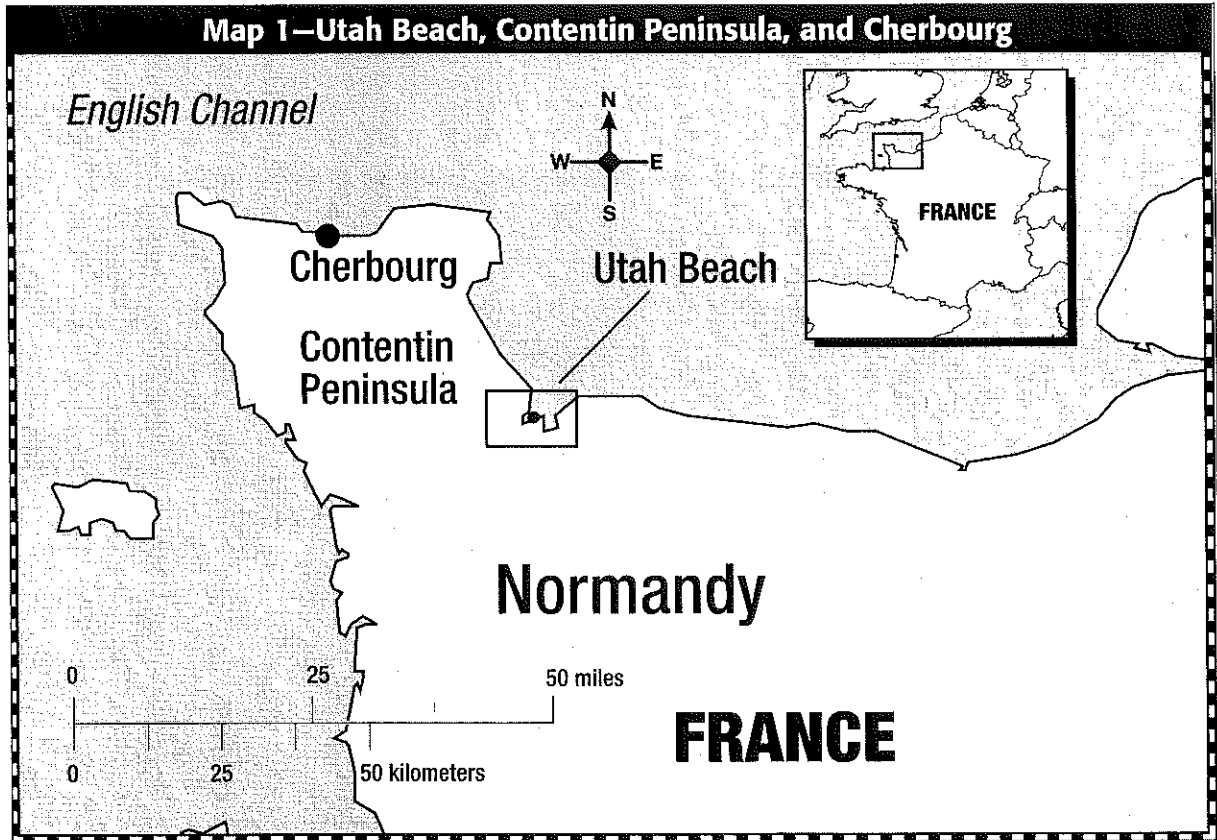 Map 1—Utah Beach, Contentin Peninsula, and Cherbourg
English Channel
N
W E
S
FRANCE
Cherbourg
Utah Beach
Contentin
Peninsula
Normandy
0 25 50 miles
FRANCE
0 25 50 kilometers